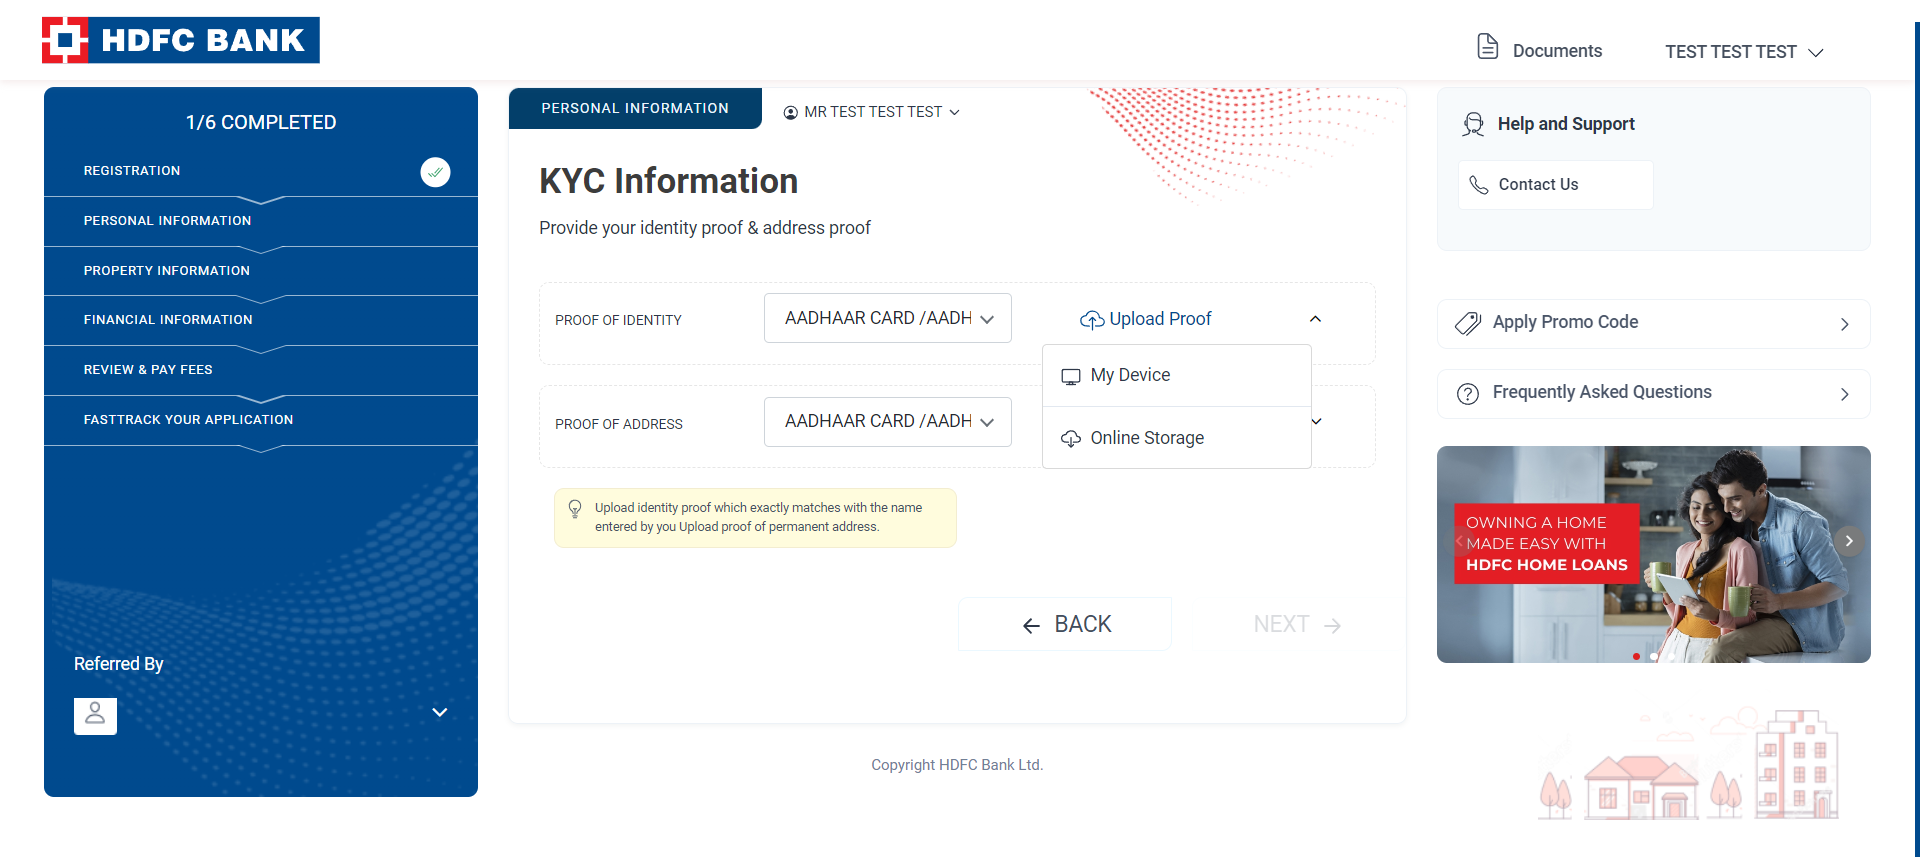 HDFC BANK
Documents
TEST TEST TEST
1/6 COMPLETED
REGISTRATION
PERSONAL INFORMATION
PROPERTY INFORMATION
FINANCIAL INFORMATION
REVIEW & PAY FEES
FASTTRACK YOUR APPLICATION
Referred By
PERSONAL INFORMATION
MR TEST TEST TEST
KYC Information
Provide your identity proof & address proof
PROOF OF IDENTITY
AADHAAR CARD /AADH
Upload Proof
My Device
Online Storage
PROOF OF ADDRESS
AADHAAR CARD /AADH
Upload identity proof which exactly matches with the name
entered by you Upload proof of permanent address.
BACK
NEXT
Copyright HDFC Bank Ltd.
Help and Support
Contact Us
Apply Promo Code
Frequently Asked Questions
OWNING A HOME
MADE EASY WITH
HDFC HOME LOANS